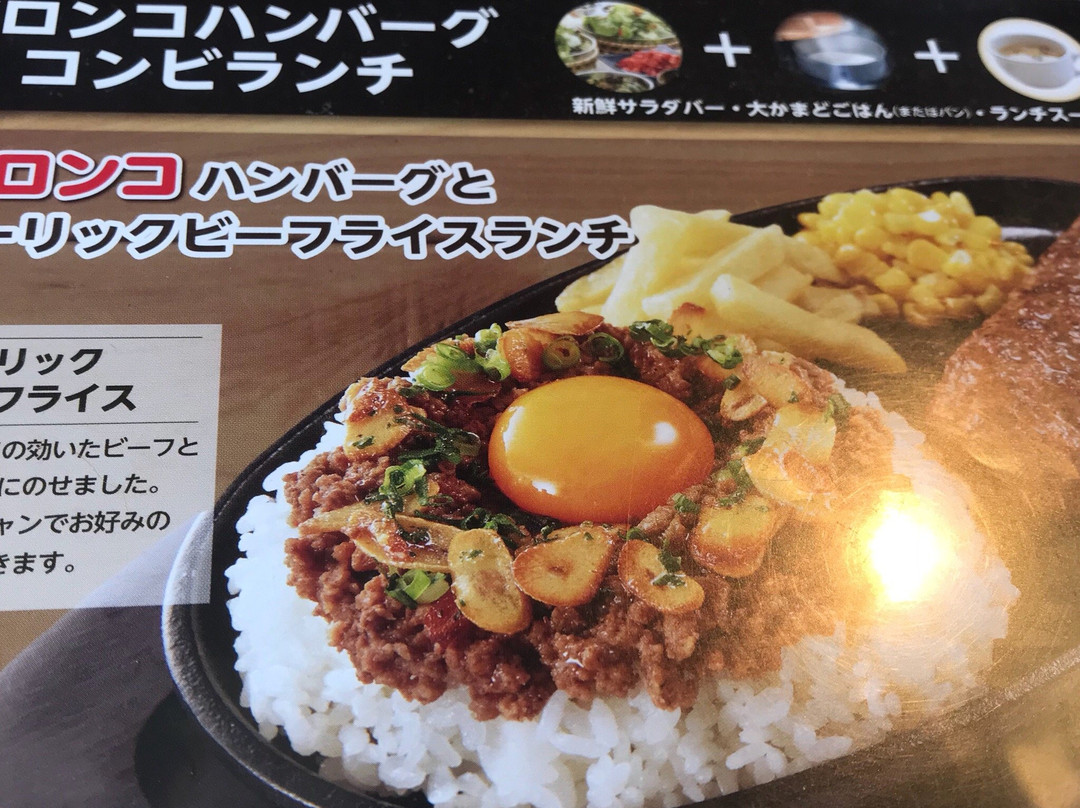 ロンコハンバーグ
コンビランチ
新鮮サラダバー・大かまどごはん(またはパン)・ランチスー
ロンコ ハンバーグと
ーリックビーフライスランチ
リック
フライス
の効いたビーフと
にのせました。
ャンでお好みの
きます。